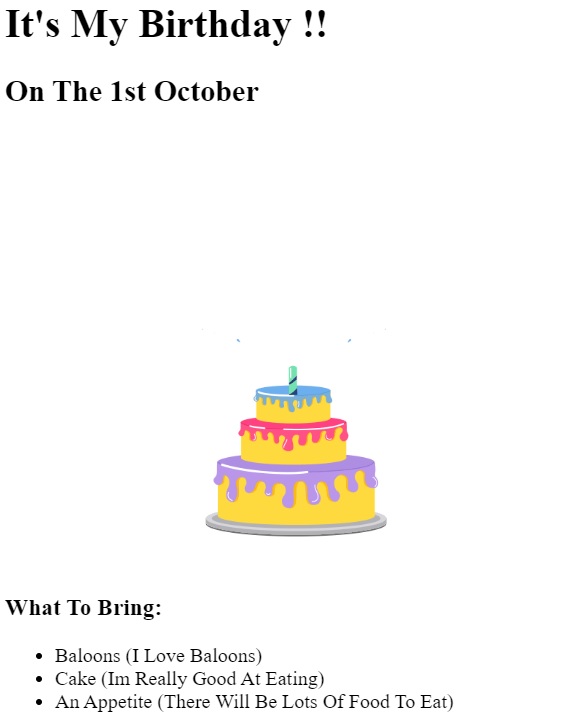 It's My Birthday !!
On The 1st October
What To Bring:
• Baloons (I Love Baloons)
• Cake (Im Really Good At Eating)
• An Appetite (There Will Be Lots Of Food To Eat)